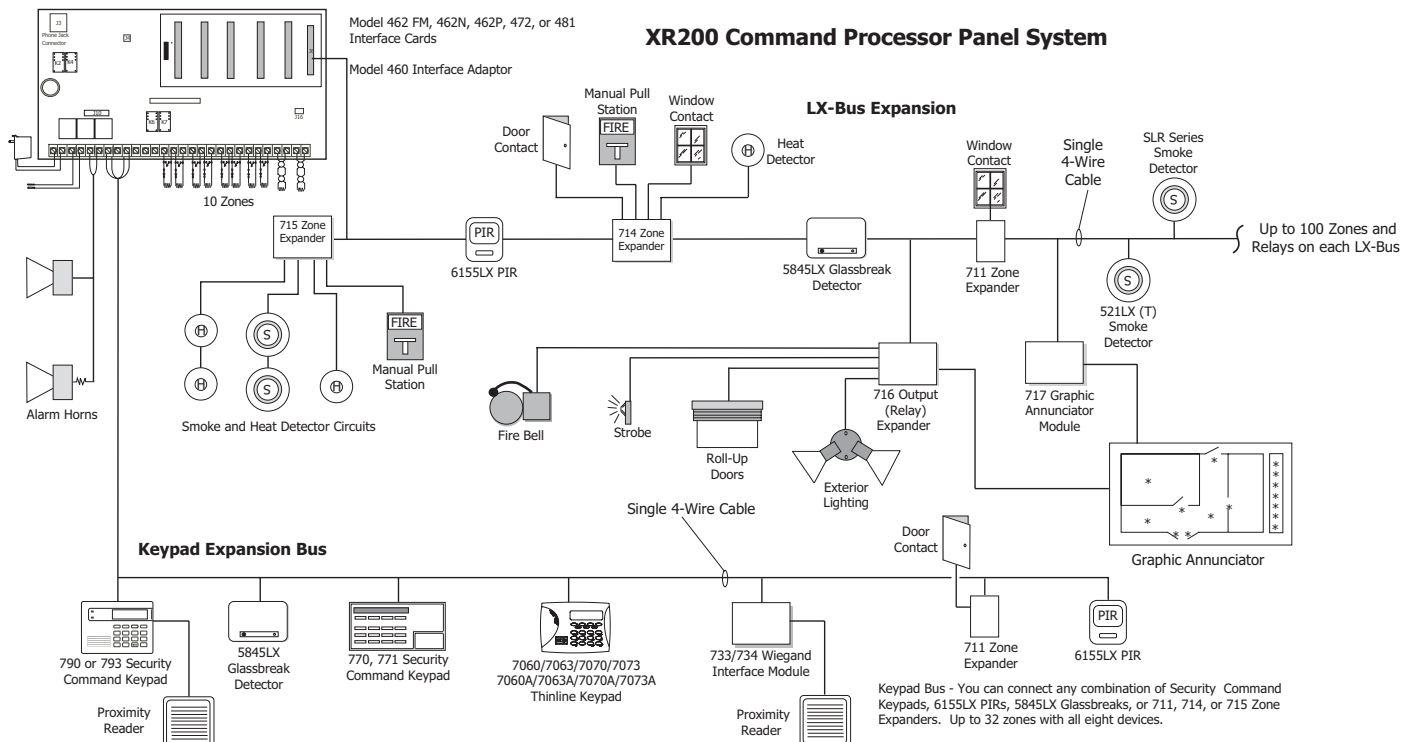 XR200 Command Processor Panel System
J3
Phone Jack
Connector
K2
K4
J10
K6
K7
J16
Model 462 FM, 462N, 462P, 472, or 481
Interface Cards
Model 460 Interface Adaptor
10 Zones
LX-Bus Expansion
Door
Contact
Manual Pull
Station
FIRE
Window
Contact
H
Heat
Detector
Window
Contact
Single
4-Wire
Cable
SLR Series
Smoke
Detector
S
715 Zone
Expander
PIR
6155LX PIR
714 Zone
Expander
5845LX Glassbreak
Detector
711 Zone
Expander
S
521LX (T)
Smoke
Detector
Up to 100 Zones and
Relays on each LX-Bus
H
H
S
S
H
FIRE
Manual Pull
Station
Smoke and Heat Detector Circuits
Alarm Horns
Fire Bell
Strobe
Roll-Up
Doors
Exterior
Lighting
716 Output
(Relay)
Expander
717 Graphic
Annunciator
Module
Graphic Annunciator
Keypad Expansion Bus
Single 4-Wire Cable
Door
Contact
790 or 793 Security
Command Keypad
Proximity
Reader
5845LX
Glassbreak
Detector
770, 771 Security
Command Keypad
7060/7063/7070/7073
7060A/7063A/7070A/7073A
Thinline Keypad
733/734 Wiegand
Interface Module
Proximity
Reader
711 Zone
Expander
PIR
6155LX PIR
Keypad Bus - You can connect any combination of Security Command
Keypads, 6155LX PIRs, 5845LX Glassbreaks, or 711, 714, or 715 Zone
Expanders. Up to 32 zones with all eight devices.